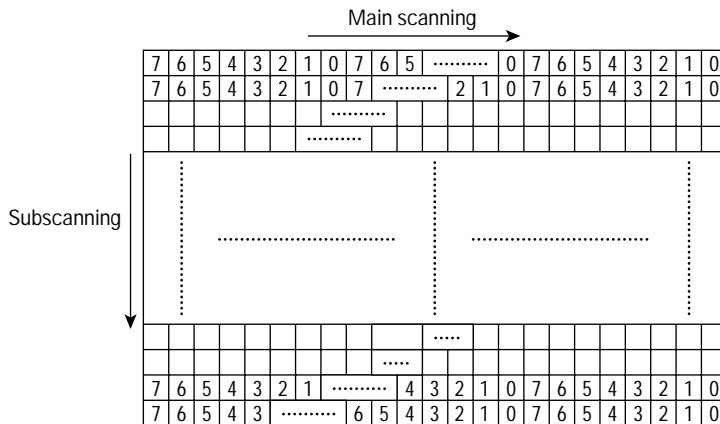 Main scanning
7 6 5 4 3 2 1 0 7 6 5 .......... 0 7 6 5 4 3 2 1 0
7 6 5 4 3 2 1 0 7 .......... 2 1 0 7 6 5 4 3 2 1 0
..........
..........
Subscanning
.....
.....
7 6 5 4 3 2 1 .......... 4 3 2 1 0 7 6 5 4 3 2 1 0
7 6 5 4 3 .......... 6 5 4 3 2 1 0 7 6 5 4 3 2 1 0